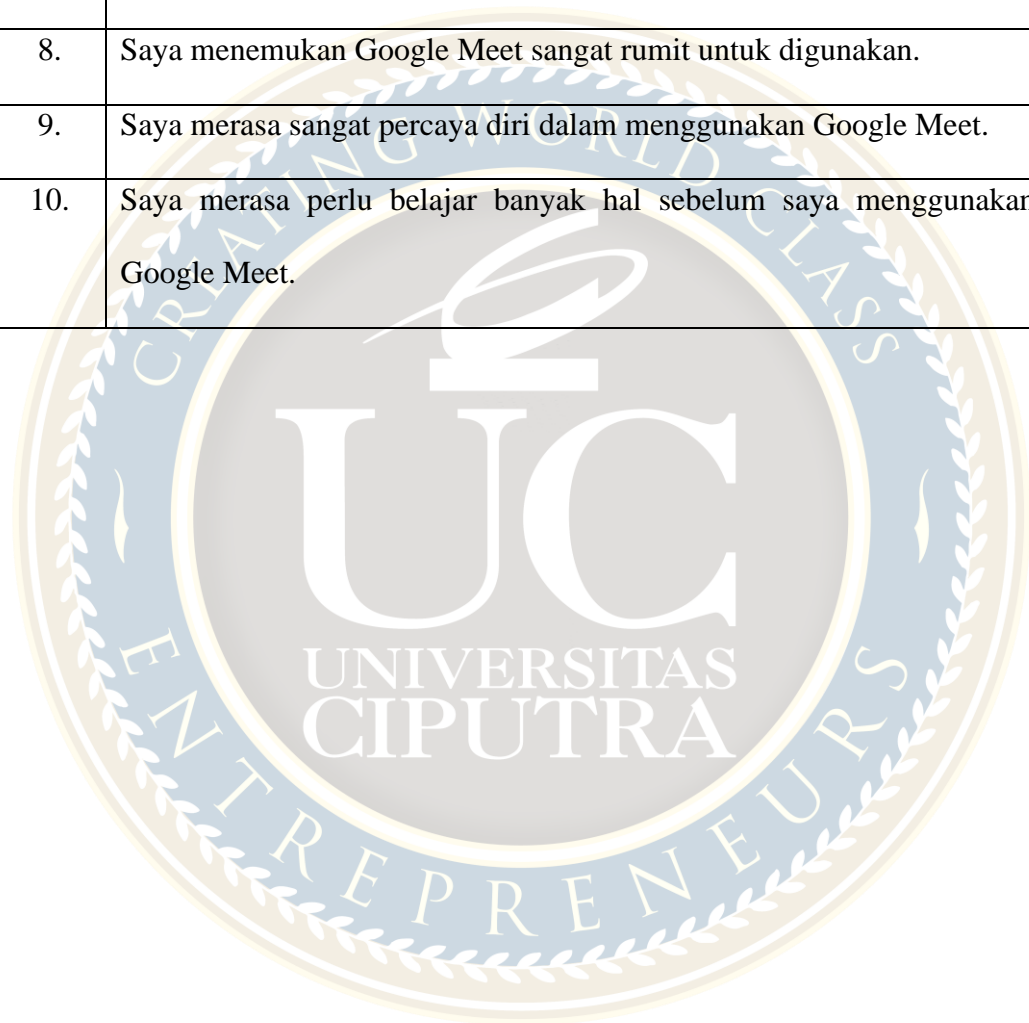 8. Saya menemukan Google Meet sangat rumit untuk digunakan.
9. Saya merasa sangat percaya diri dalam menggunakan Google Meet.
10. Saya merasa perlu belajar banyak hal sebelum saya menggunakan
Google Meet.
CREATING WORLD CLASS
UC
UNIVERSITAS
CIPUTRA
ENTREPRENEURS